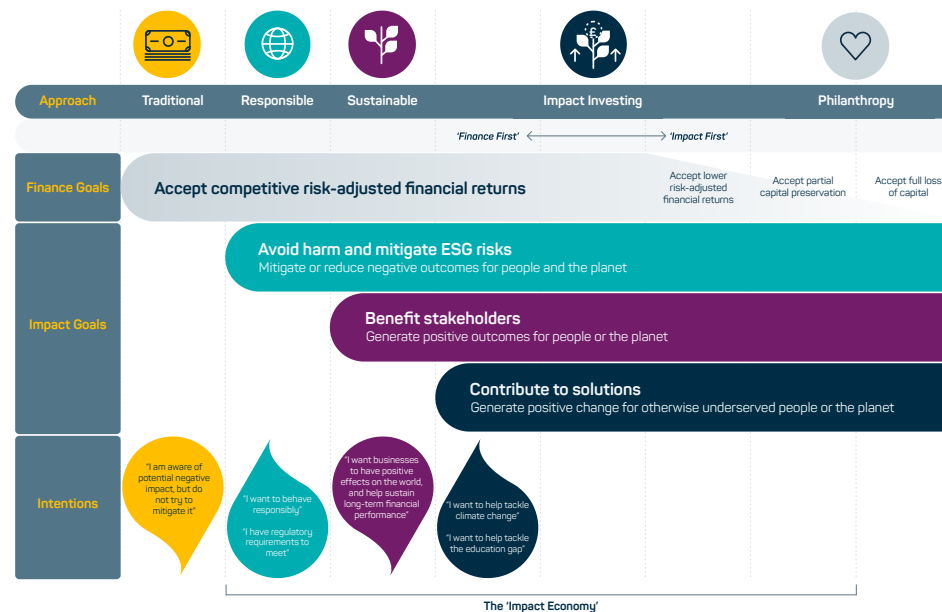 £
Approach
Traditional
Responsible
Sustainable
Impact Investing
Philanthropy
'Finance First'
'Impact First'
Finance Goals
Accept competitive risk-adjusted financial returns
Accept lower
risk-adjusted
financial returns
Accept partial
capital preservation
Accept full loss
of capital
Impact Goals
Avoid harm and mitigate ESG risks
Mitigate or reduce negative outcomes for people and the planet
Benefit stakeholders
Generate positive outcomes for people or the planet
Contribute to solutions
Generate positive change for otherwise underserved people or the planet
Intentions
"I am aware of
potential negative
impact, but do
not try to
mitigate it"
"I want to behave
responsibly"
"I have regulatory
requirements to
meet"
"I want businesses
to have positive
effects on the world,
and help sustain
long-term financial
performance"
"I want to help tackle
climate change"
"I want to help tackle
the education gap"
The 'Impact Economy'